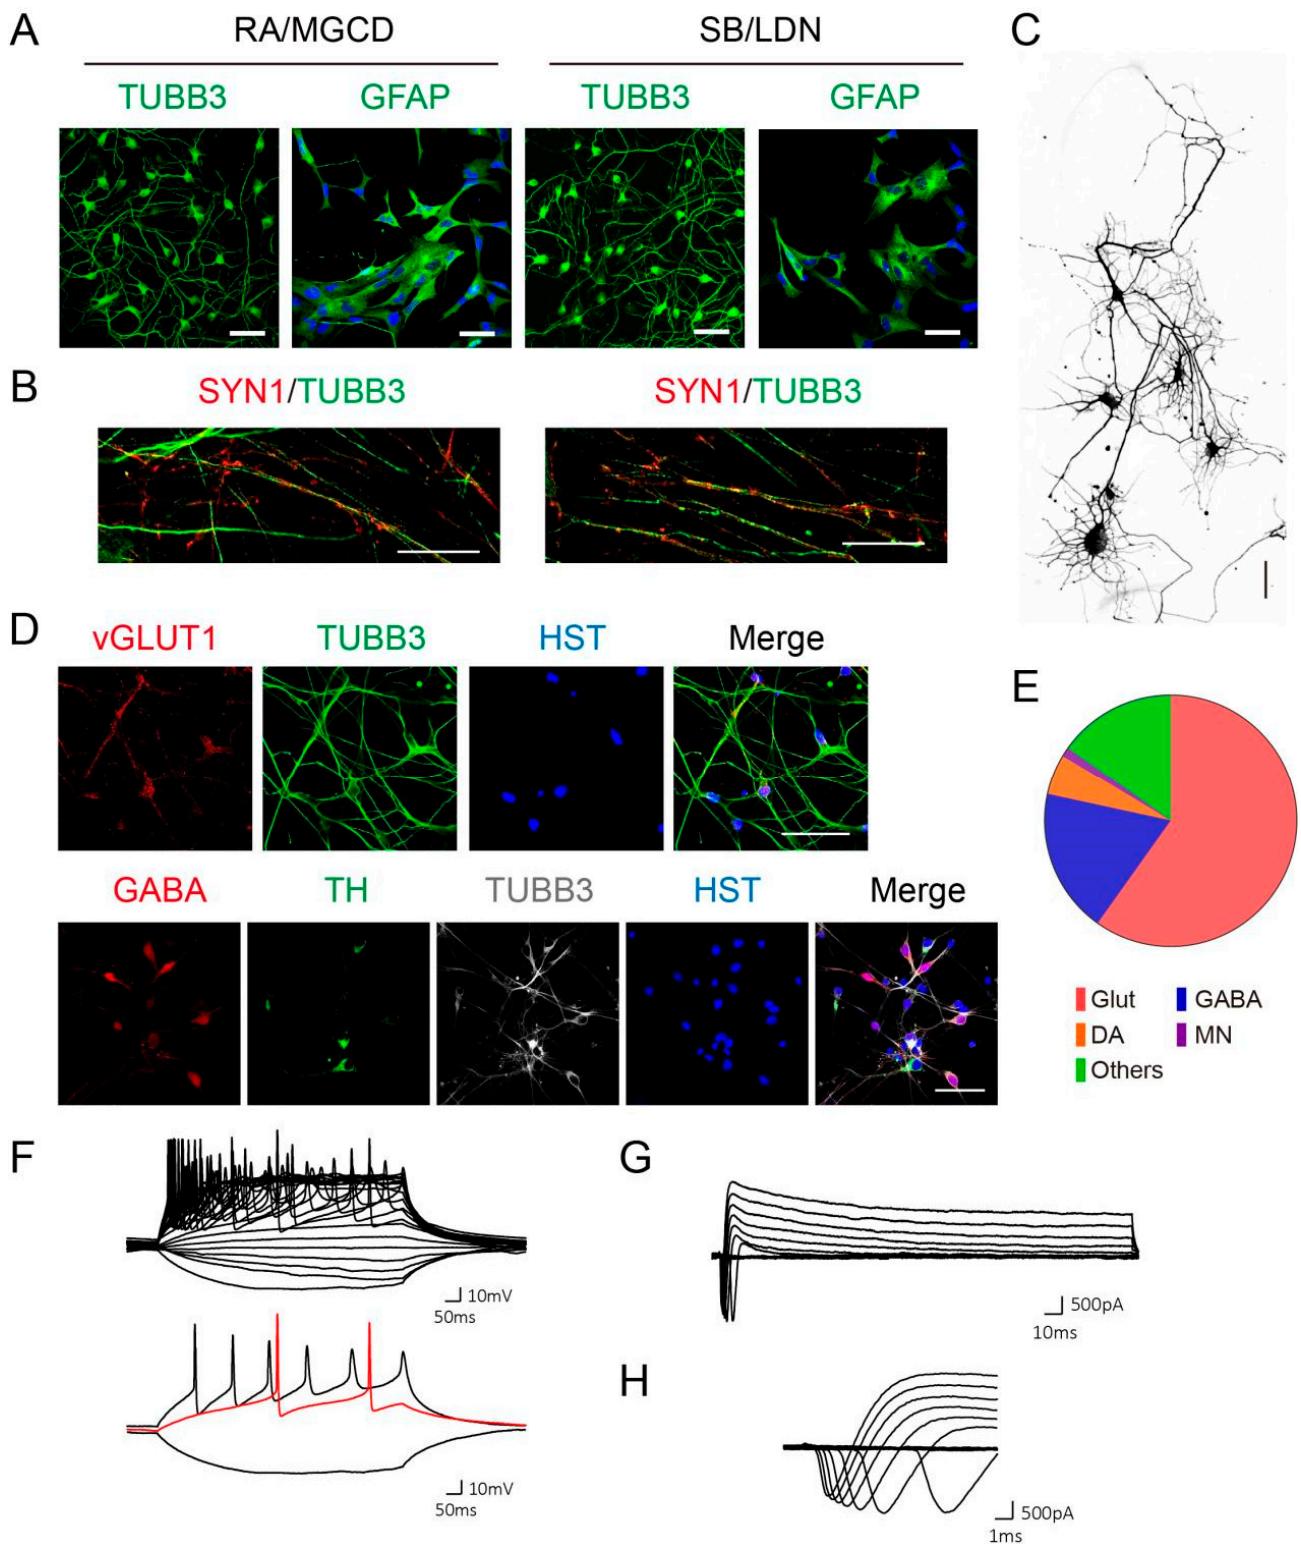 A
RA/MGCD
SB/LDN
C
TUBB3
GFAP
TUBB3
GFAP
B
SYN1/TUBB3
SYN1/TUBB3
D
vGLUT1
TUBB3
HST
Merge
E
GABA
TH
TUBB3
HST
Merge
Glut
GABA
DA
MN
Others
F
G
10mV
50ms
500pA
10ms
H
10mV
50ms
500pA
1ms